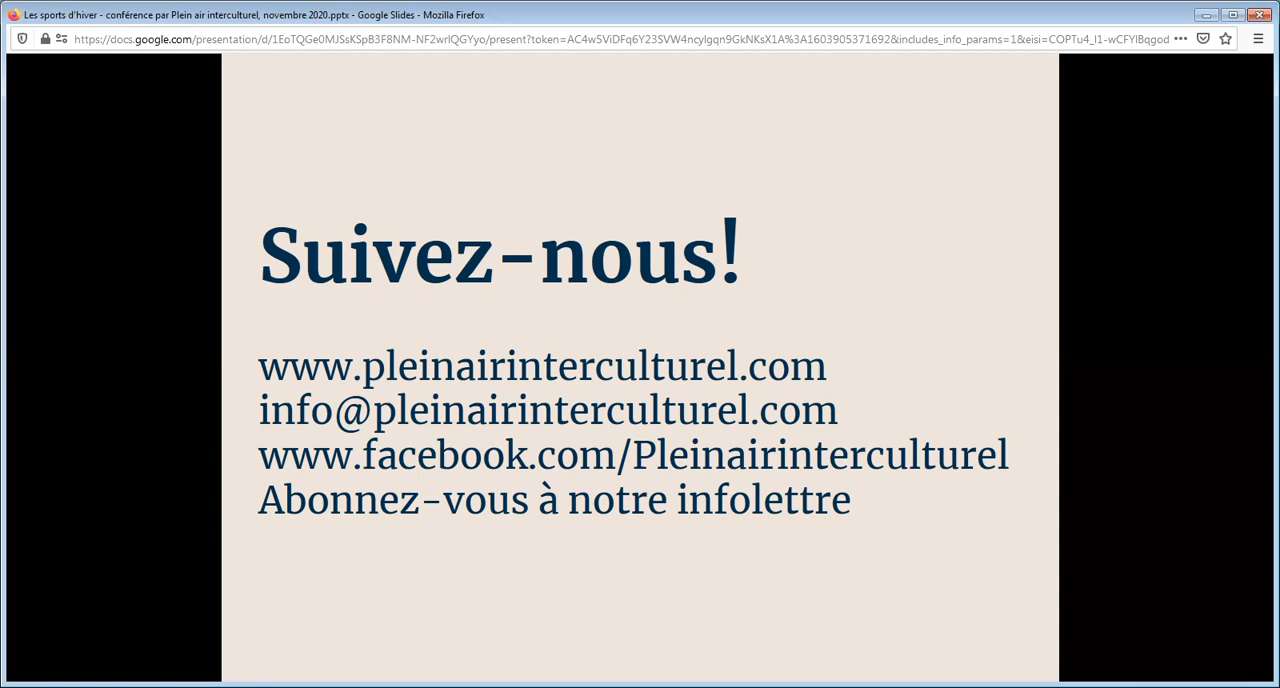 Les sports d'hiver - conférence par Plein air interculturel, novembre 2020.pptx - Google Slides - Mozilla Firefox
https://docs.google.com/presentation/d/1EoTQGe0MJSsKSpB3F8NM-NF2wrlQGYyo/present?token=AC4w5ViDFq6Y23SVW4ncylgqn9GkNKsX1A%3A1603905371692&includes_info_params=1&eisi=COPTu4_l1-wCFYlBqgod
Suivez-nous!
www.pleinairinterculturel.com
info@pleinairinterculturel.com
www.facebook.com/Pleinairinterculturel
Abonnez-vous à notre infolettre